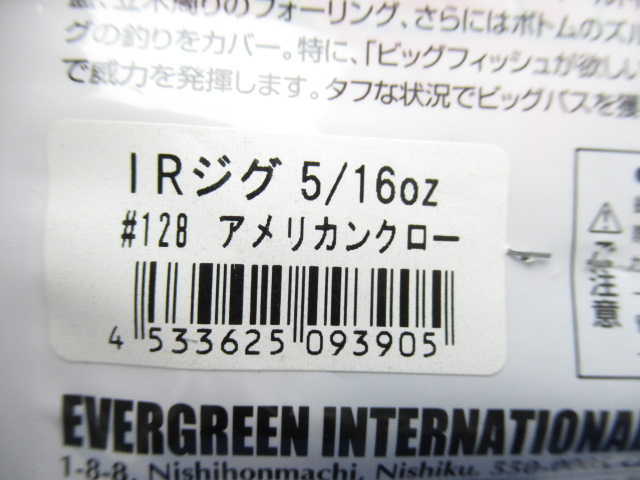 立木周りのフォーリング、さらにはボトムのズル
グの釣りをカバー。特に、「ビッグフィッシュが欲しい
で威力を発揮します。タフな状況でビッグバスを
IRジグ 5/16oz
#128 アメリカンクロー
4 533625 093905
ご注意
EVERGREEN INTERNATIONAL
1-8-8, Nishihonmachi, Nishiku,